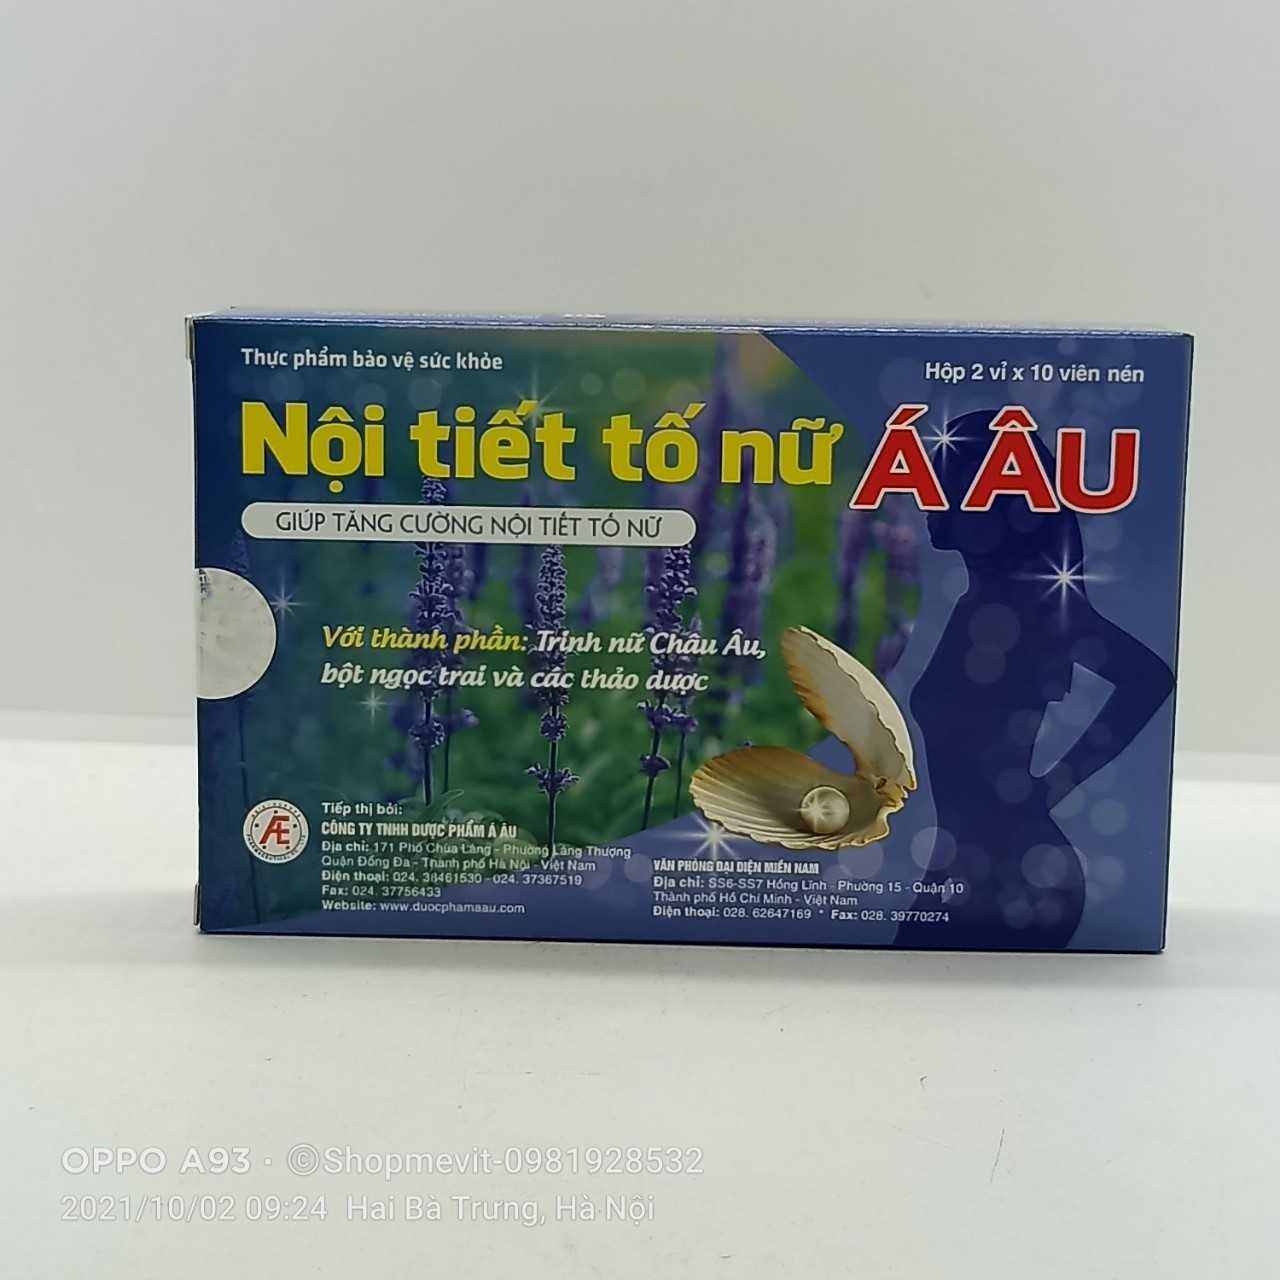 Thực phẩm bảo vệ sức khỏe
Hộp 2 vỉ x 10 viên nén
Nội tiết tố nữ Á ÂU
GIÚP TĂNG CƯỜNG NỘI TIẾT TỐ NỮ
Với thành phần: Trinh nữ Châu Âu,
bột ngọc trai và các thảo dược
Tiếp thị bởi:
CÔNG TY TNHH DƯỢC PHẨM Á ÂU
Địa chỉ: 171 Phố Chùa Láng - Phường Láng Thượng
Quận Đống Đa - Thành phố Hà Nội - Việt Nam
Điện thoại: 024. 38461530 - 024. 37367519
Fax: 024. 37756433
Website: www.duocphamaau.com
VĂN PHÒNG ĐẠI DIỆN MIỀN NAM
Địa chỉ: SS6-SS7 Hồng Lĩnh - Phường 15 - Quận 10
Thành phố Hồ Chí Minh - Việt Nam
Điện thoại: 028. 62647169 * Fax: 028. 39770274
ÆE
OPPO A93 · ©Shopmevit-0981928532
2021/10/02 09:24 Hai Bà Trưng, Hà Nội